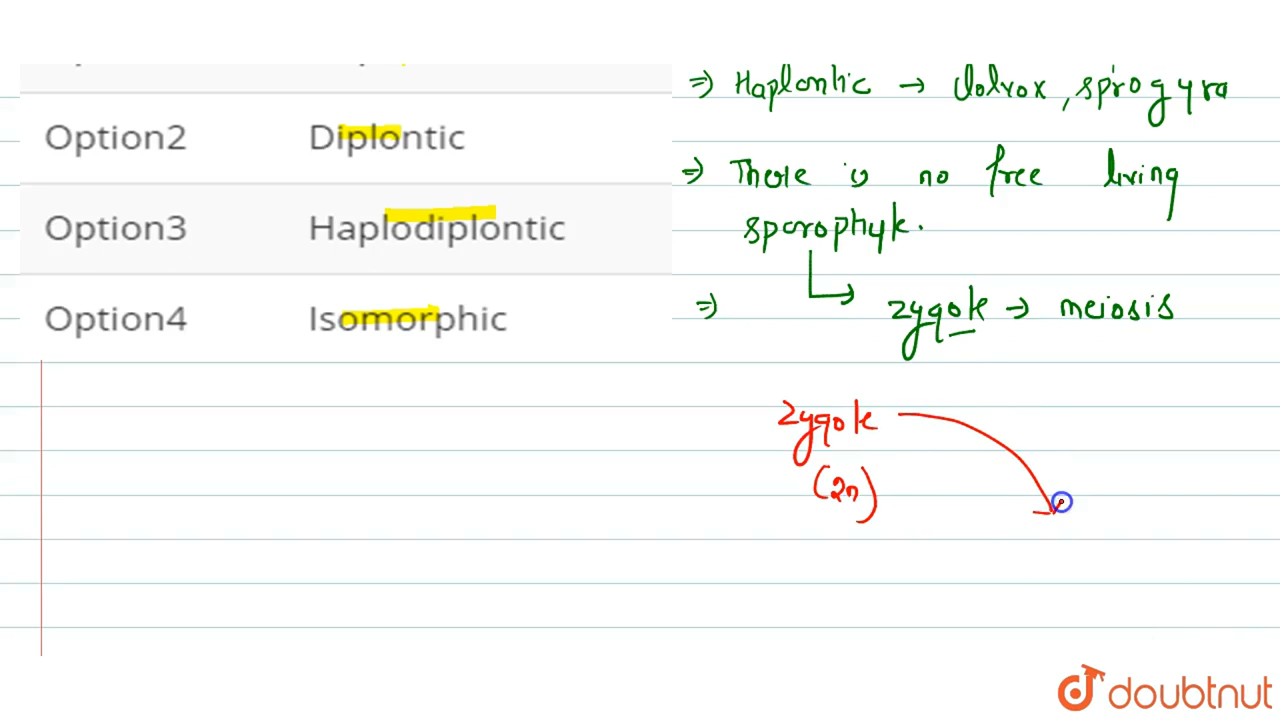 ⇒ Haplontic → Volvox, spirogyra
Option2 Diplontic
⇒ There is no free living
sporophyte.
Option3 Haplodiplontic
⇒ zygote → meiosis
Option4 Isomorphic
zygote
(2n)
doubtnut